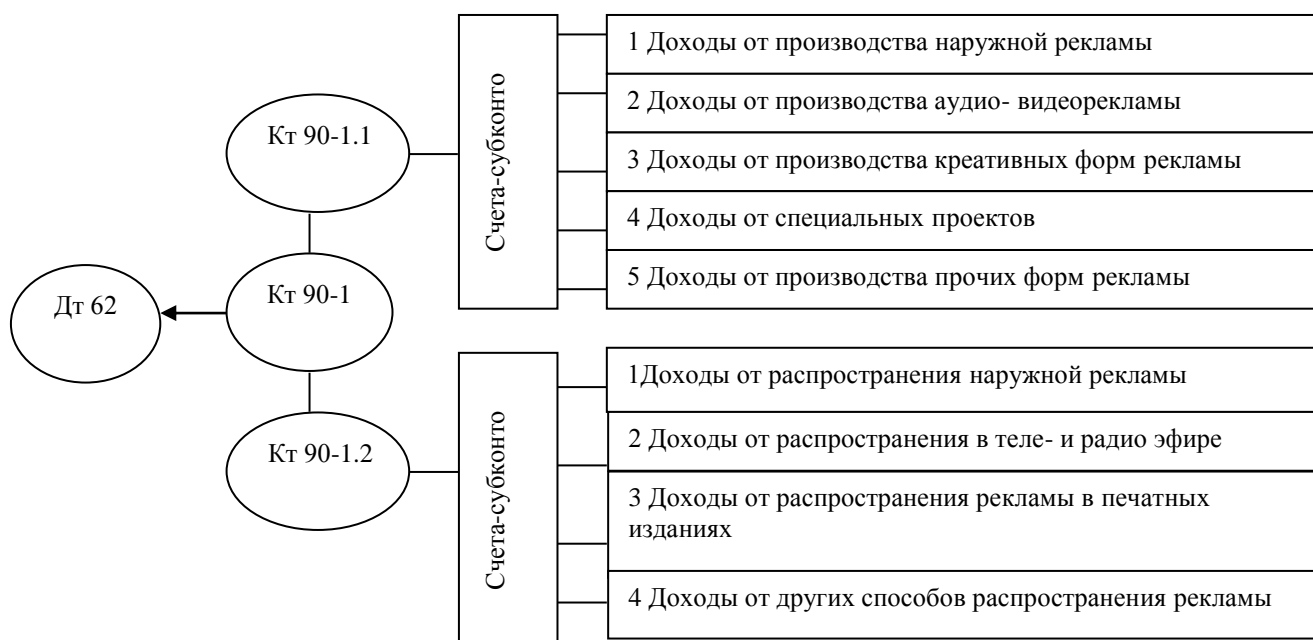 Дт 62
Кт 90-1.1
Кт 90-1
Кт 90-1.2
Счета-субконто
1 Доходы от производства наружной рекламы
2 Доходы от производства аудио- видеорекламы
3 Доходы от производства креативных форм рекламы
4 Доходы от специальных проектов
5 Доходы от производства прочих форм рекламы
Счета-субконто
1Доходы от распространения наружной рекламы
2 Доходы от распространения в теле- и радио эфире
3 Доходы от распространения рекламы в печатных
изданиях
4 Доходы от других способов распространения рекламы